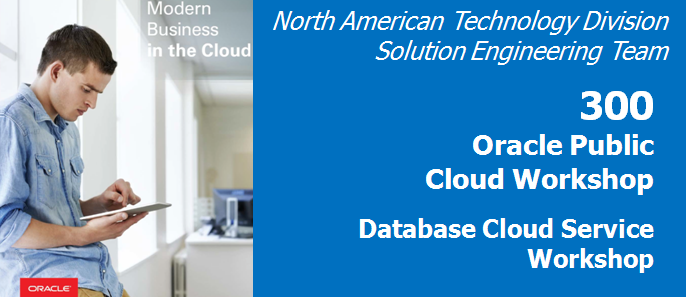 Modern
Business
in the Cloud
North American Technology Division
Solution Engineering Team
300
Oracle Public
Cloud Workshop
Database Cloud Service
Workshop
ORACLE